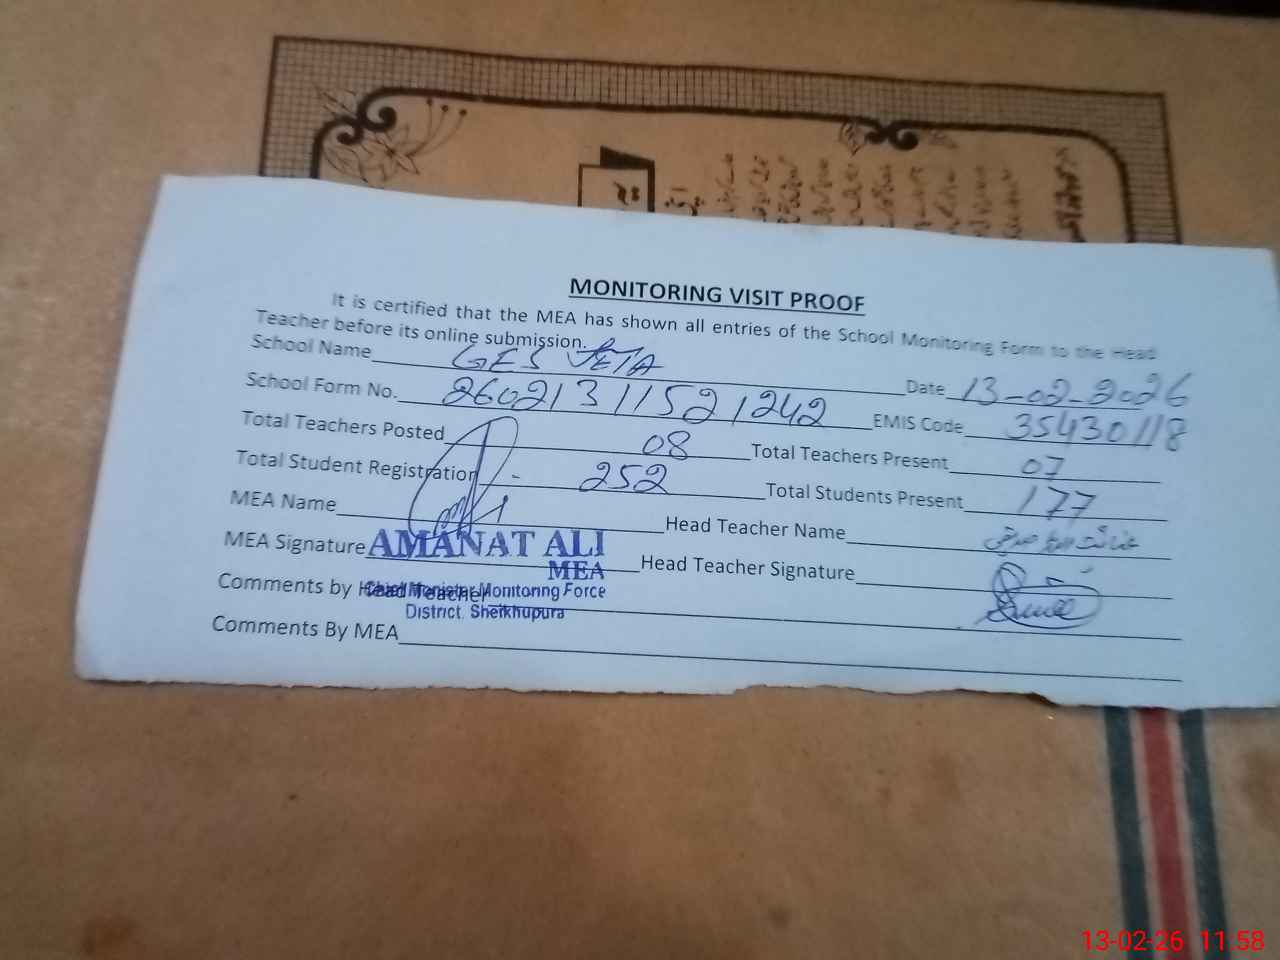 MONITORING VISIT PROOF
It is certified that the MEA has shown all entries of the School Monitoring Form to the Head
Teacher before its online submission.
School Name GES JETA Date 13-02-2026
School Form No. 26021311521242 EMIS Code 35430118
Total Teachers Posted 08 Total Teachers Present 07
Total Student Registration 252 Total Students Present 177
MEA Name Head Teacher Name
MEA Signature Head Teacher Signature
AMANAT ALI
MEA
Chief Minister Monitoring Force
District. Sheikhupura
Comments by Head Teacher
Comments By MEA
13-02-26 11:58